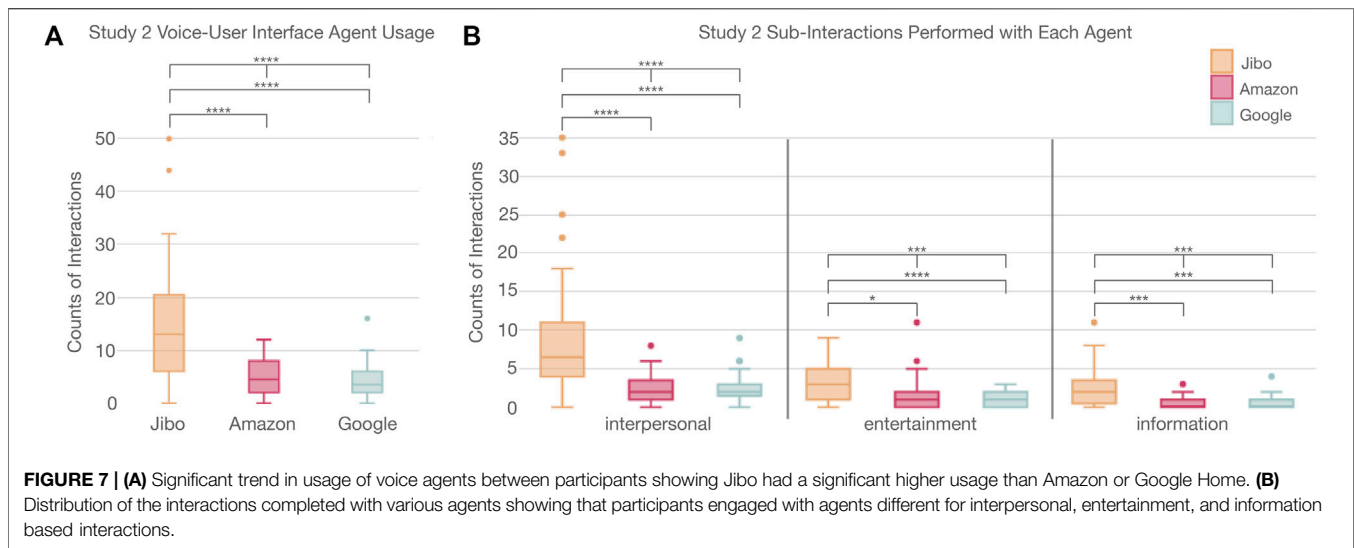 A Study 2 Voice-User Interface Agent Usage
****
****
****
50
40
30
20
10
0
Counts of Interactions
Jibo Amazon Google
B Study 2 Sub-Interactions Performed with Each Agent
Jibo
Amazon
Google
****
****
****
35
30
25
20
15
10
5
0
Counts of Interactions
***
****
*
***
***
***
interpersonal entertainment information
FIGURE 7 | (A) Significant trend in usage of voice agents between participants showing Jibo had a significant higher usage than Amazon or Google Home. (B)
Distribution of the interactions completed with various agents showing that participants engaged with agents different for interpersonal, entertainment, and information
based interactions.